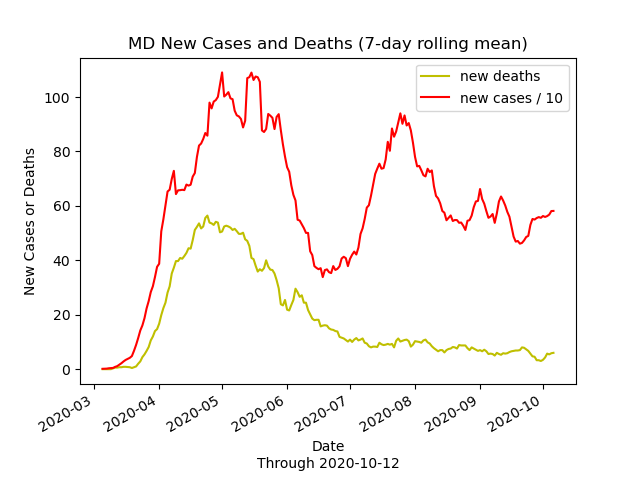 MD New Cases and Deaths (7-day rolling mean)
new deaths
new cases / 10
New Cases or Deaths
100
80
60
40
20
0
2020-03
2020-04
2020-05
2020-06
2020-07
2020-08
2020-09
2020-10
Date
Through 2020-10-12